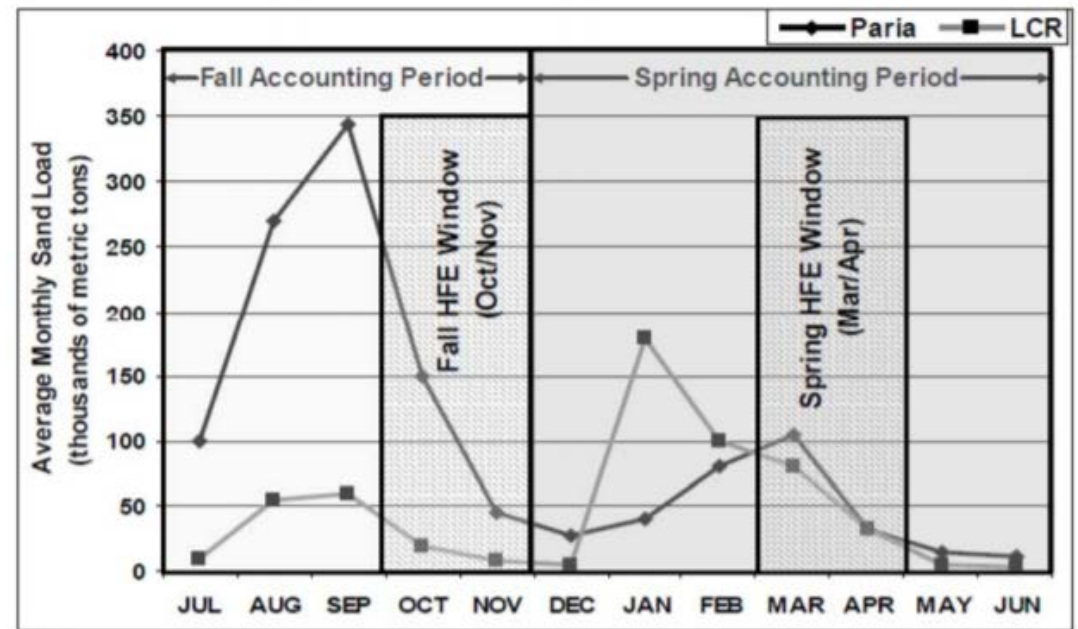 Paria LCR
Average Monthly Sand Load
(thousands of metric tons)
400
350
300
250
200
150
100
50
0
Fall Accounting Period
Spring Accounting Period
Fall HFE Window
(Oct/Nov)
Spring HFE Window
(Mar/Apr)
JUL AUG SEP OCT NOV DEC JAN FEB MAR APR MAY JUN